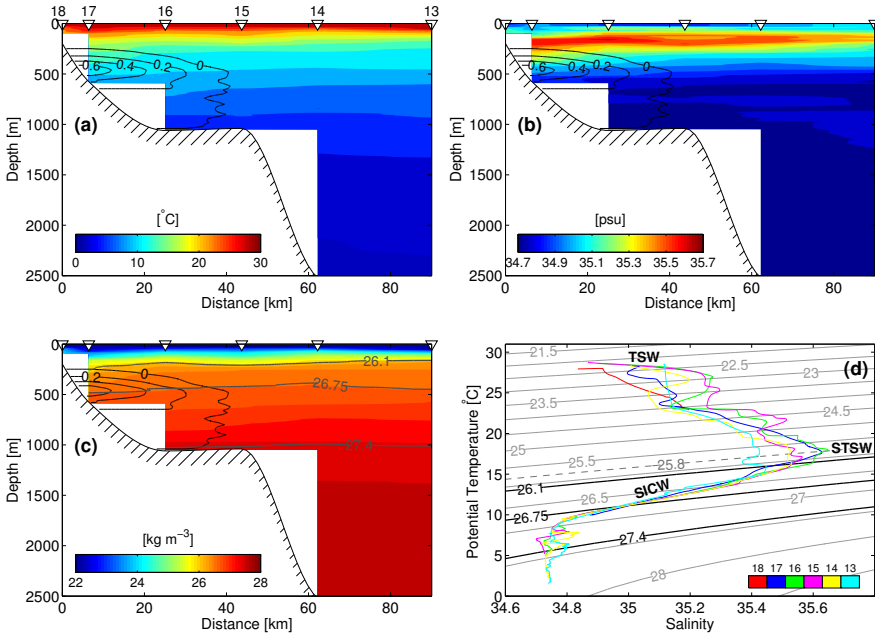 18 17 16 15 14 13
0
500
1000
1500
2000
2500
Depth [m]
0.6 0.4 0.2 0
(a)
[°C]
0 10 20 30
0 20 40 60 80
Distance [km]
0
500
1000
1500
2000
2500
Depth [m]
0.6 0.4 0.2 0
(b)
[psu]
34.7 34.9 35.1 35.3 35.5 35.7
0 20 40 60 80
Distance [km]
0
500
1000
1500
2000
2500
Depth [m]
0.2 0
26.1
26.75
27.4
(c)
[kg m⁻³]
22 24 26 28
0 20 40 60 80
Distance [km]
30
25
20
15
10
5
0
Potential Temperature °C]
21.5
TSW
23
(d)
23.5
24.5
25
25.5
25.8
STSW
26.1
SICW
26.5
27
26.75
27.4
28
18 17 16 15 14 13
34.6 34.8 35 35.2 35.4 35.6
Salinity